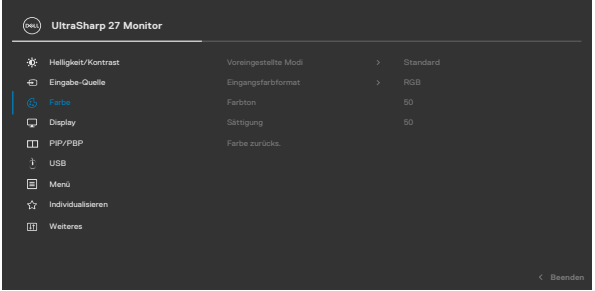 DELL UltraSharp 27 Monitor
Helligkeit/Kontrast Voreingestellte Modi > Standard
Eingabe-Quelle Eingangsfarbformat > RGB
Farbe Farbton 50
Display Sättigung 50
PIP/PBP Farbe zurücks.
USB
Menü
Individualisieren
Weiteres
< Beenden